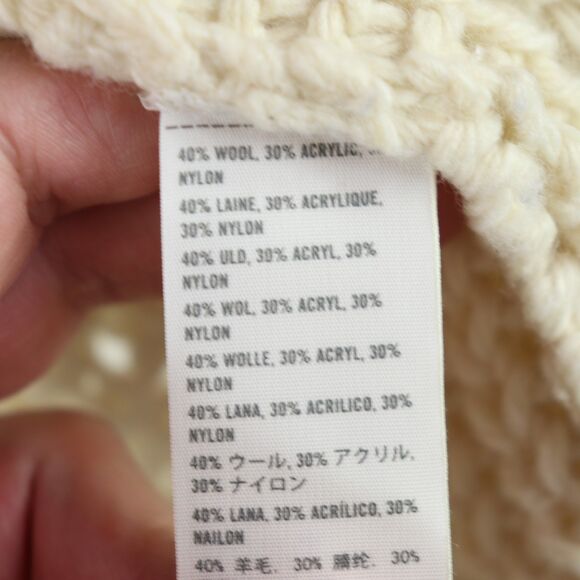 40% WOOL, 30% ACRYLIC,
NYLON
40% LAINE, 30% ACRYLIQUE,
30% NYLON
40% ULD, 30% ACRYL, 30%
NYLON
40% WOL, 30% ACRYL, 30%
NYLON
40% WOLLE, 30% ACRYL, 30%
NYLON
40% LANA, 30% ACRILICO, 30%
NYLON
40% ウール, 30% アクリル,
30% ナイロン
40% LANA, 30% ACRÍLICO, 30%
NAILON
40% 羊毛, 30% 腈纶, 30%